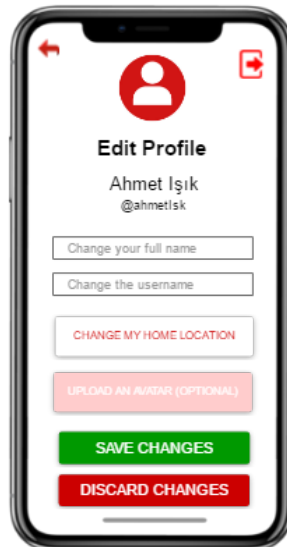 Edit Profile
Ahmet Işık
@ahmetIsk
Change your full name
Change the username
CHANGE MY HOME LOCATION
UPLOAD AN AVATAR (OPTIONAL)
SAVE CHANGES
DISCARD CHANGES